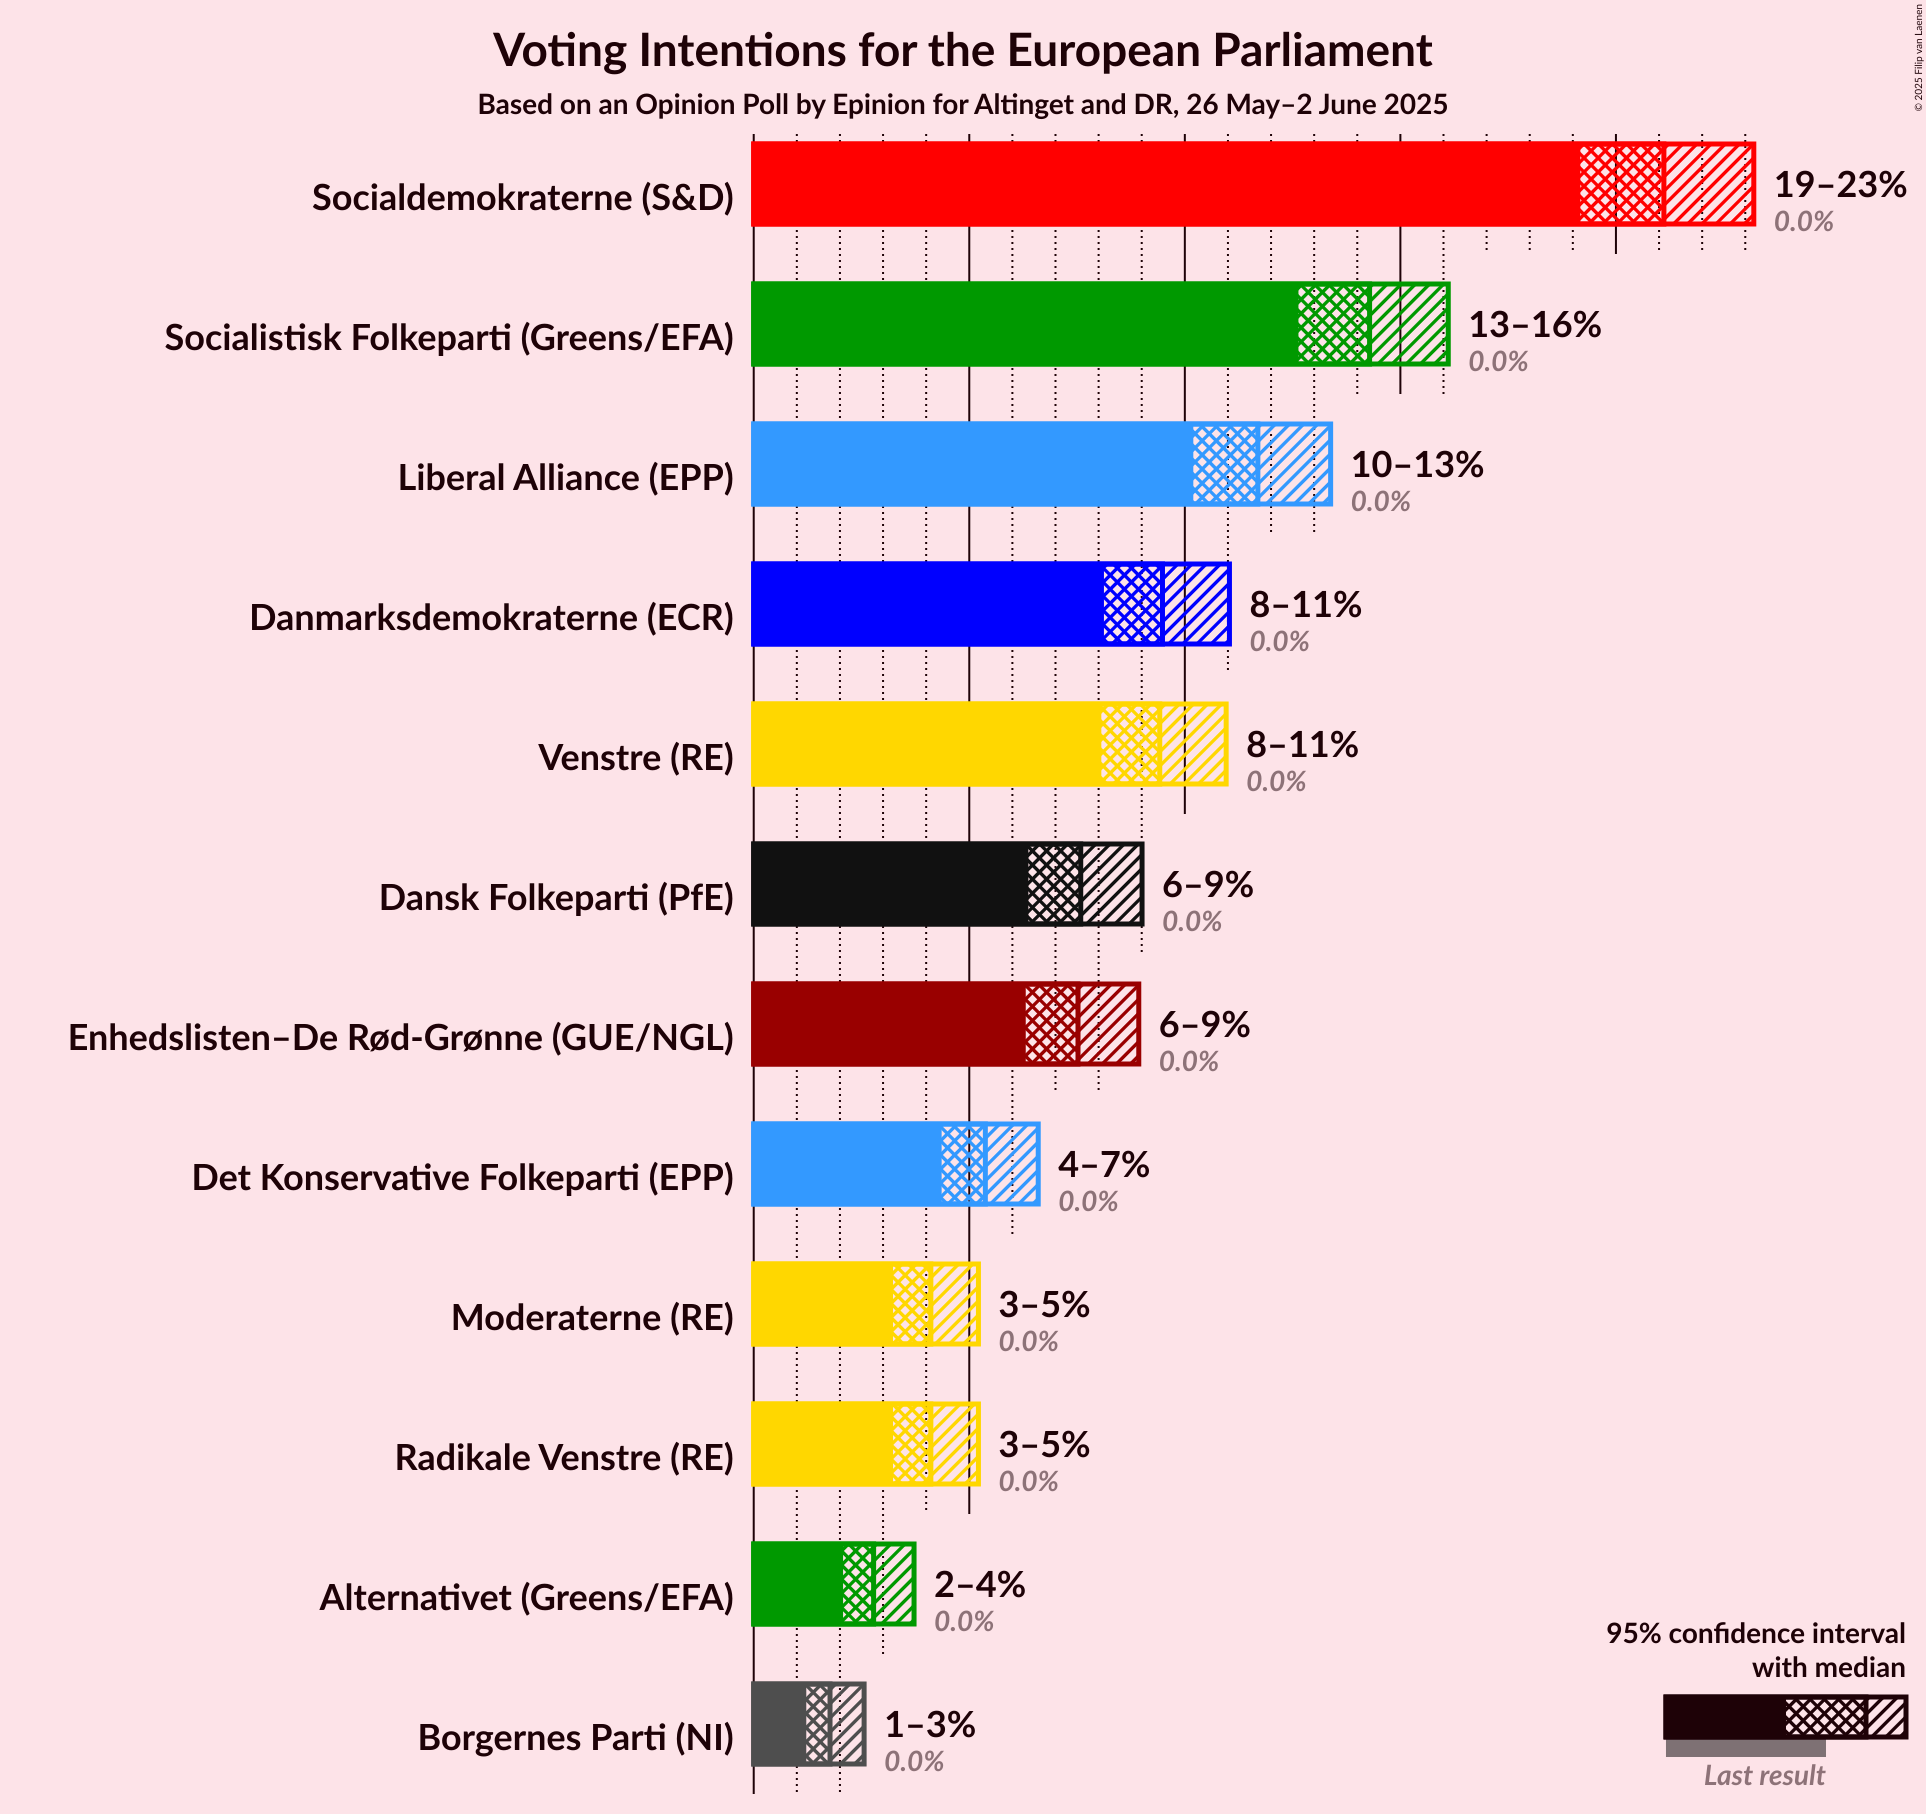 Voting Intentions for the European Parliament
Based on an Opinion Poll by Epinion for Altinget and DR, 26 May–2 June 2025
© 2025 Filip van Laenen
Socialdemokraterne (S&D)
19–23%
0.0%
Socialistisk Folkeparti (Greens/EFA)
13–16%
0.0%
Liberal Alliance (EPP)
10–13%
0.0%
Danmarksdemokraterne (ECR)
8–11%
0.0%
Venstre (RE)
8–11%
0.0%
Dansk Folkeparti (PfE)
6–9%
0.0%
Enhedslisten–De Rød-Grønne (GUE/NGL)
6–9%
0.0%
Det Konservative Folkeparti (EPP)
4–7%
0.0%
Moderaterne (RE)
3–5%
0.0%
Radikale Venstre (RE)
3–5%
0.0%
Alternativet (Greens/EFA)
2–4%
0.0%
Borgernes Parti (NI)
1–3%
0.0%
95% confidence interval
with median
Last result